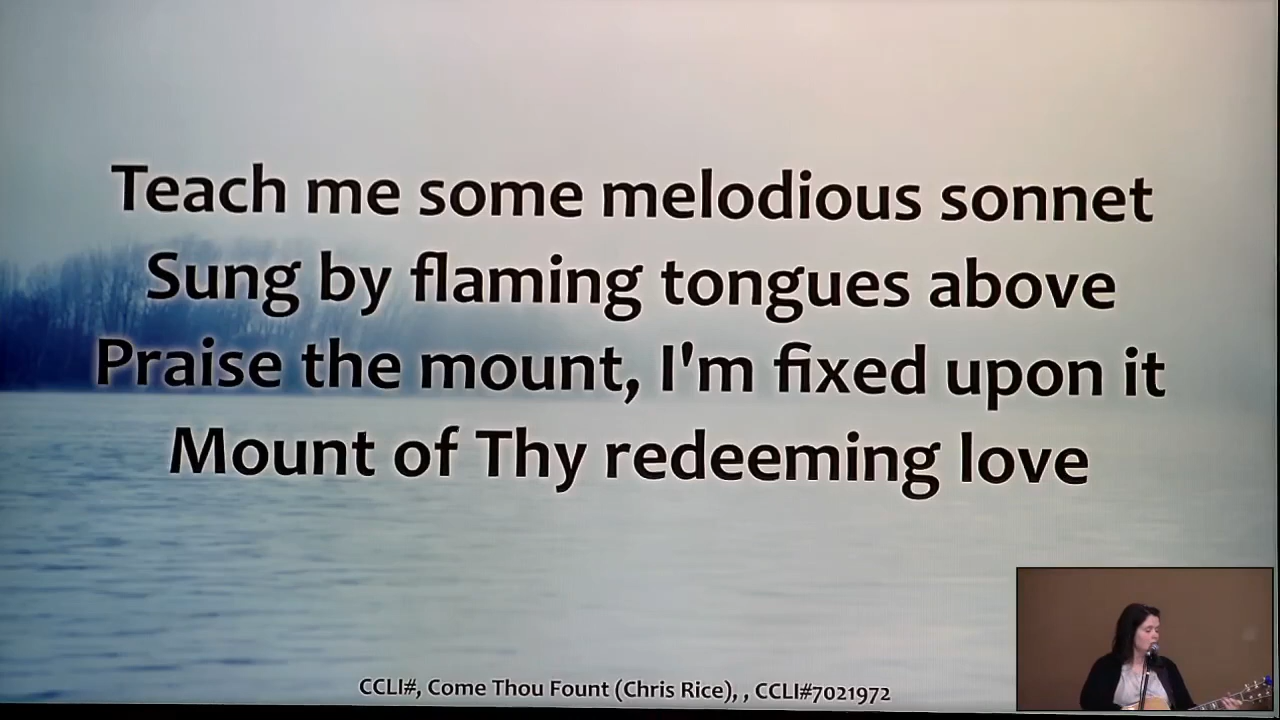 Teach me some melodious sonnet
Sung by flaming tongues above
Praise the mount, I'm fixed upon it
Mount of Thy redeeming love
CCLI#, Come Thou Fount (Chris Rice), , CCLI#7021972